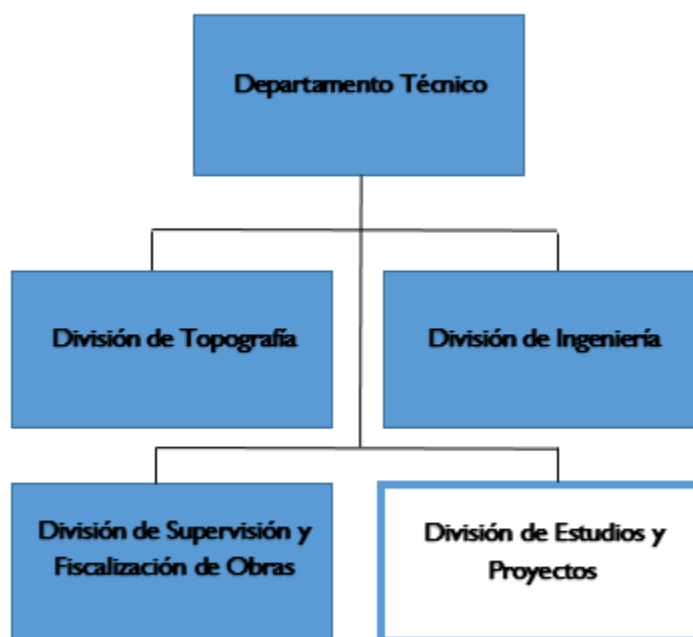 Departamento Técnico
División de Topografía
División de Ingeniería
División de Supervisión y
Fiscalización de Obras
División de Estudios y
Proyectos